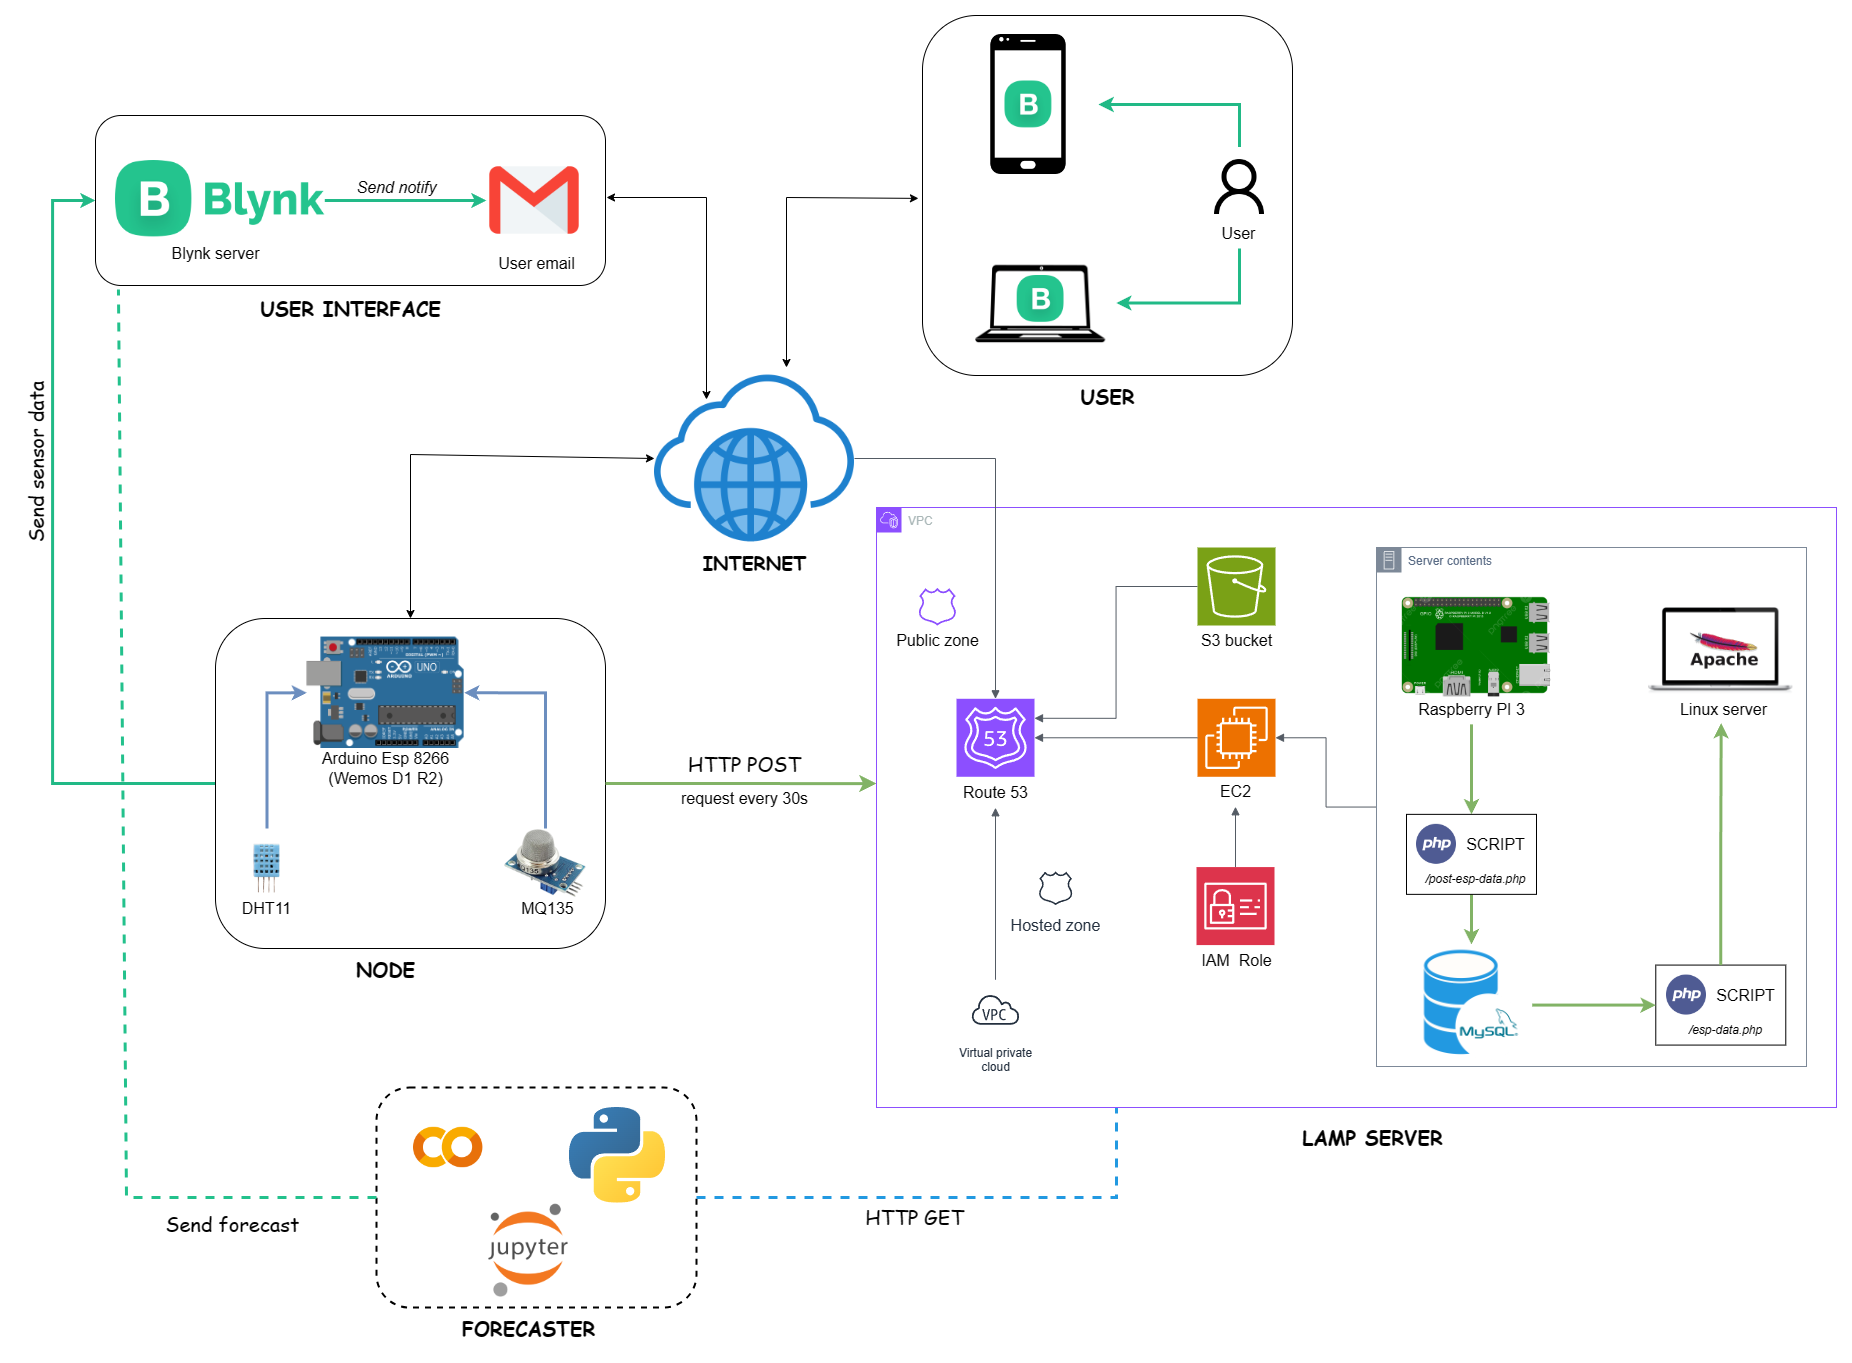 B
B Blynk
Send notify
Blynk server
User email
USER INTERFACE
User
B
USER
Send sensor data
INTERNET
VPC
Server contents
Public zone
S3 bucket
UNO
ARDUINO
Arduino Esp 8266
(Wemos D1 R2)
Raspberry PI 3
Apache
Linux server
HTTP POST
request every 30s
53
Route 53
EC2
php SCRIPT
/post-esp-data.php
DHT11
MQ135
NODE
Hosted zone
IAM Role
VPC
Virtual private
cloud
MySQL
php SCRIPT
/esp-data.php
LAMP SERVER
Send forecast
HTTP GET
jupyter
FORECASTER